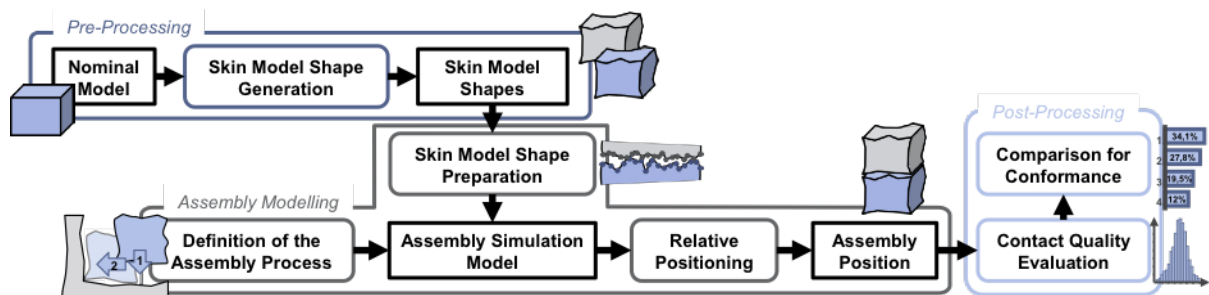 Pre-Processing
Nominal
Model
Skin Model Shape
Generation
Skin Model
Shapes
Skin Model Shape
Preparation
Assembly Modelling
2
1
Definition of the
Assembly Process
Assembly Simulation
Model
Relative
Positioning
Assembly
Position
Post-Processing
Comparison for
Conformance
1 34,1%
2 27,8%
3 19,5%
4 12%
Contact Quality
Evaluation